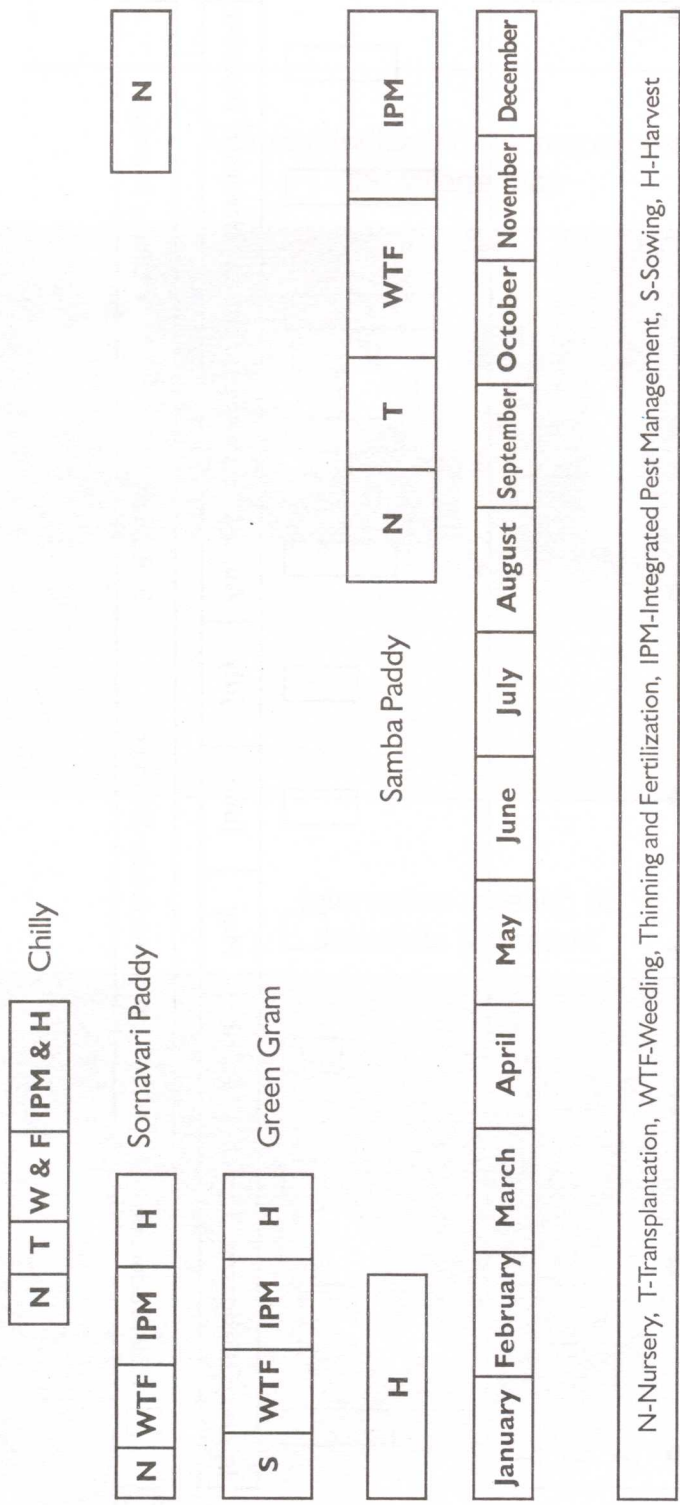 N T W & F IPM & H Chilly
N WTF IPM H Sornavari Paddy N
S WTF IPM H Green Gram
H Samba Paddy N T WTF IPM
January February March April May June July August September October November December
N-Nursery, T-Transplantation, WTF-Weeding, Thinning and Fertilization, IPM-Integrated Pest Management, S-Sowing, H-Harvest